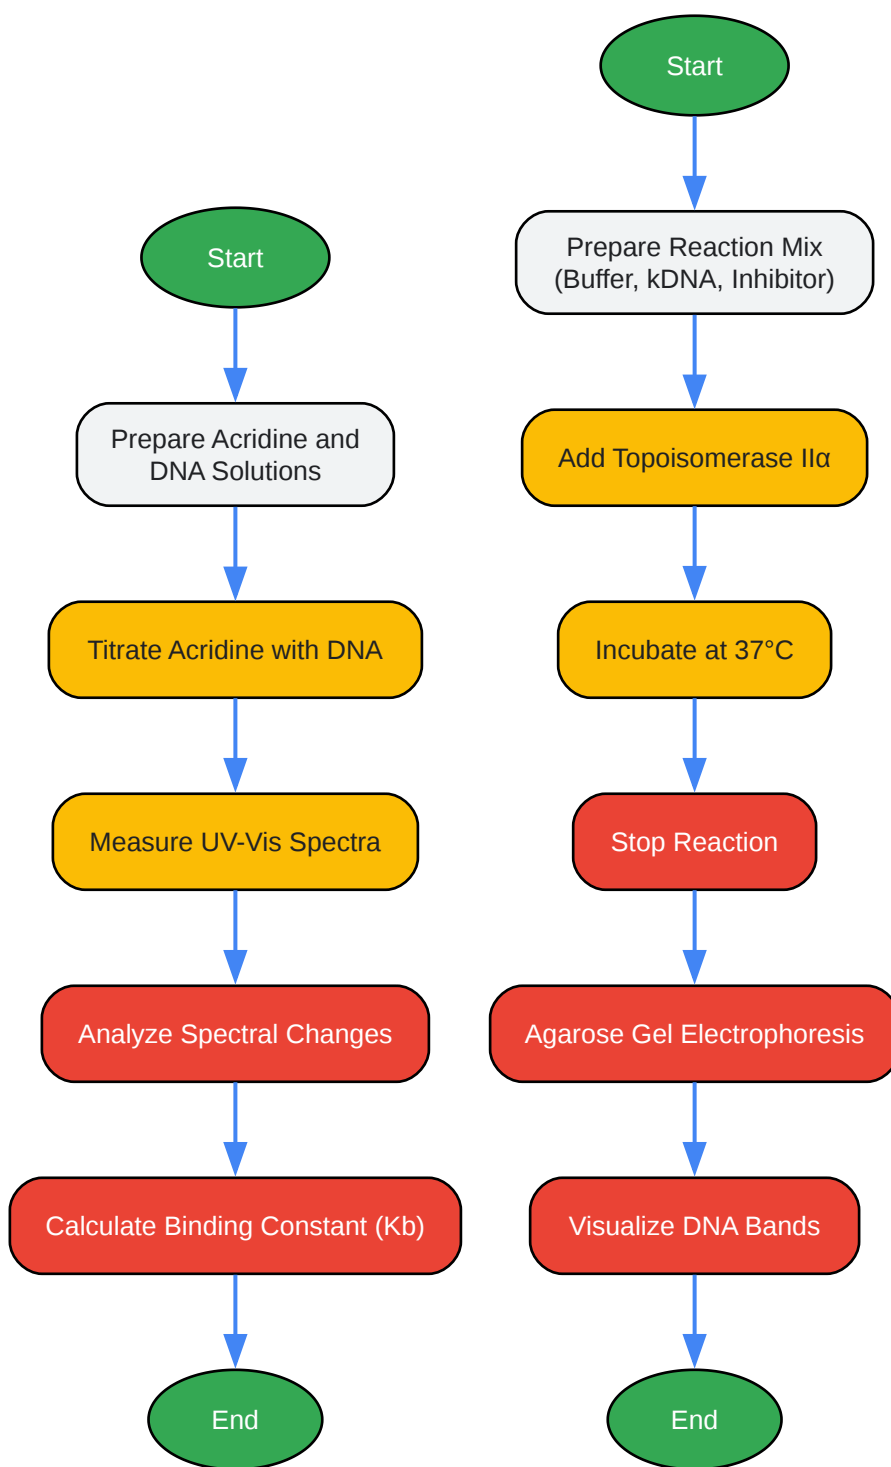 Start
Prepare Acridine and
DNA Solutions
Titrate Acridine with DNA
Measure UV-Vis Spectra
Analyze Spectral Changes
Calculate Binding Constant (Kb)
End
Start
Prepare Reaction Mix
(Buffer, kDNA, Inhibitor)
Add Topoisomerase IIα
Incubate at 37°C
Stop Reaction
Agarose Gel Electrophoresis
Visualize DNA Bands
End